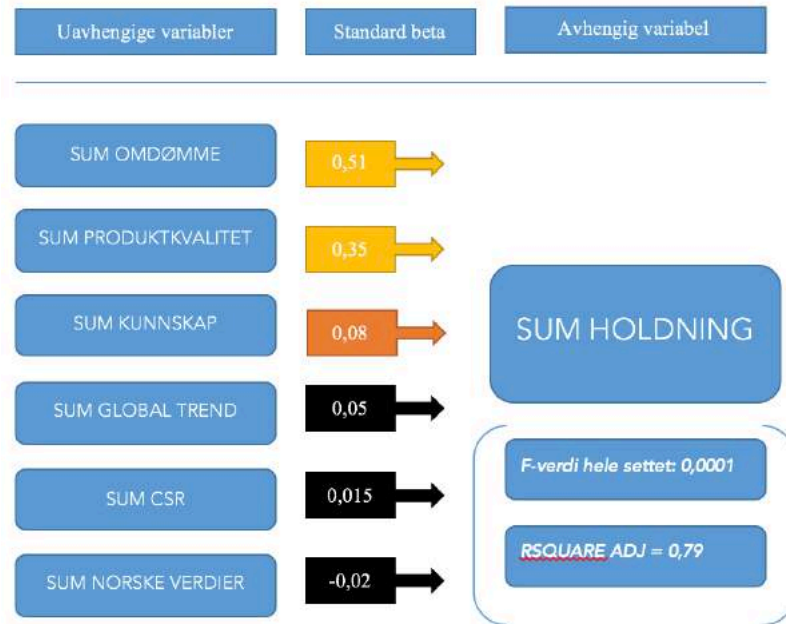 Uavhengige variabler
Standard beta
Avhengig variabel
SUM OMDØMME
0,51
SUM PRODUKTKVALITET
0,35
SUM KUNNSKAP
0,08
SUM HOLDNING
SUM GLOBAL TREND
0,05
F-verdi hele settet: 0,0001
SUM CSR
0,015
RSQUARE ADJ = 0,79
SUM NORSKE VERDIER
-0,02